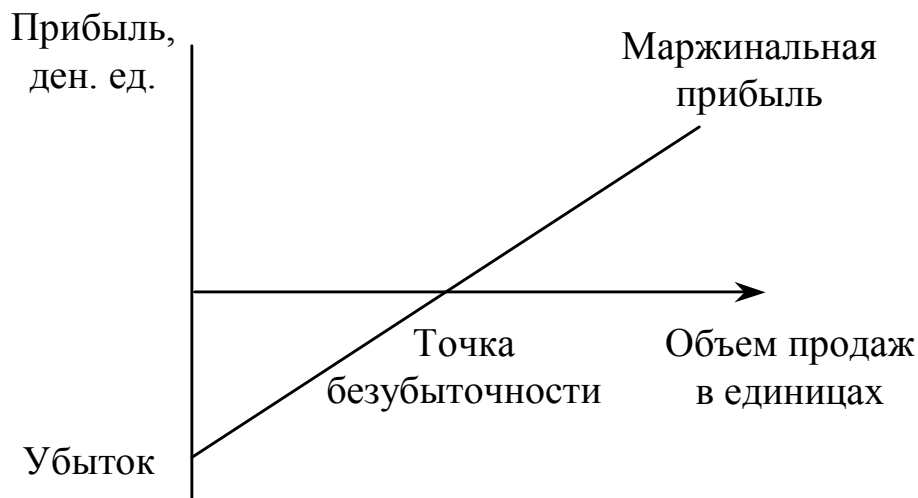 Прибыль,
ден. ед.
Маржинальная
прибыль
Точка
безубыточности
Объем продаж
в единицах
Убыток